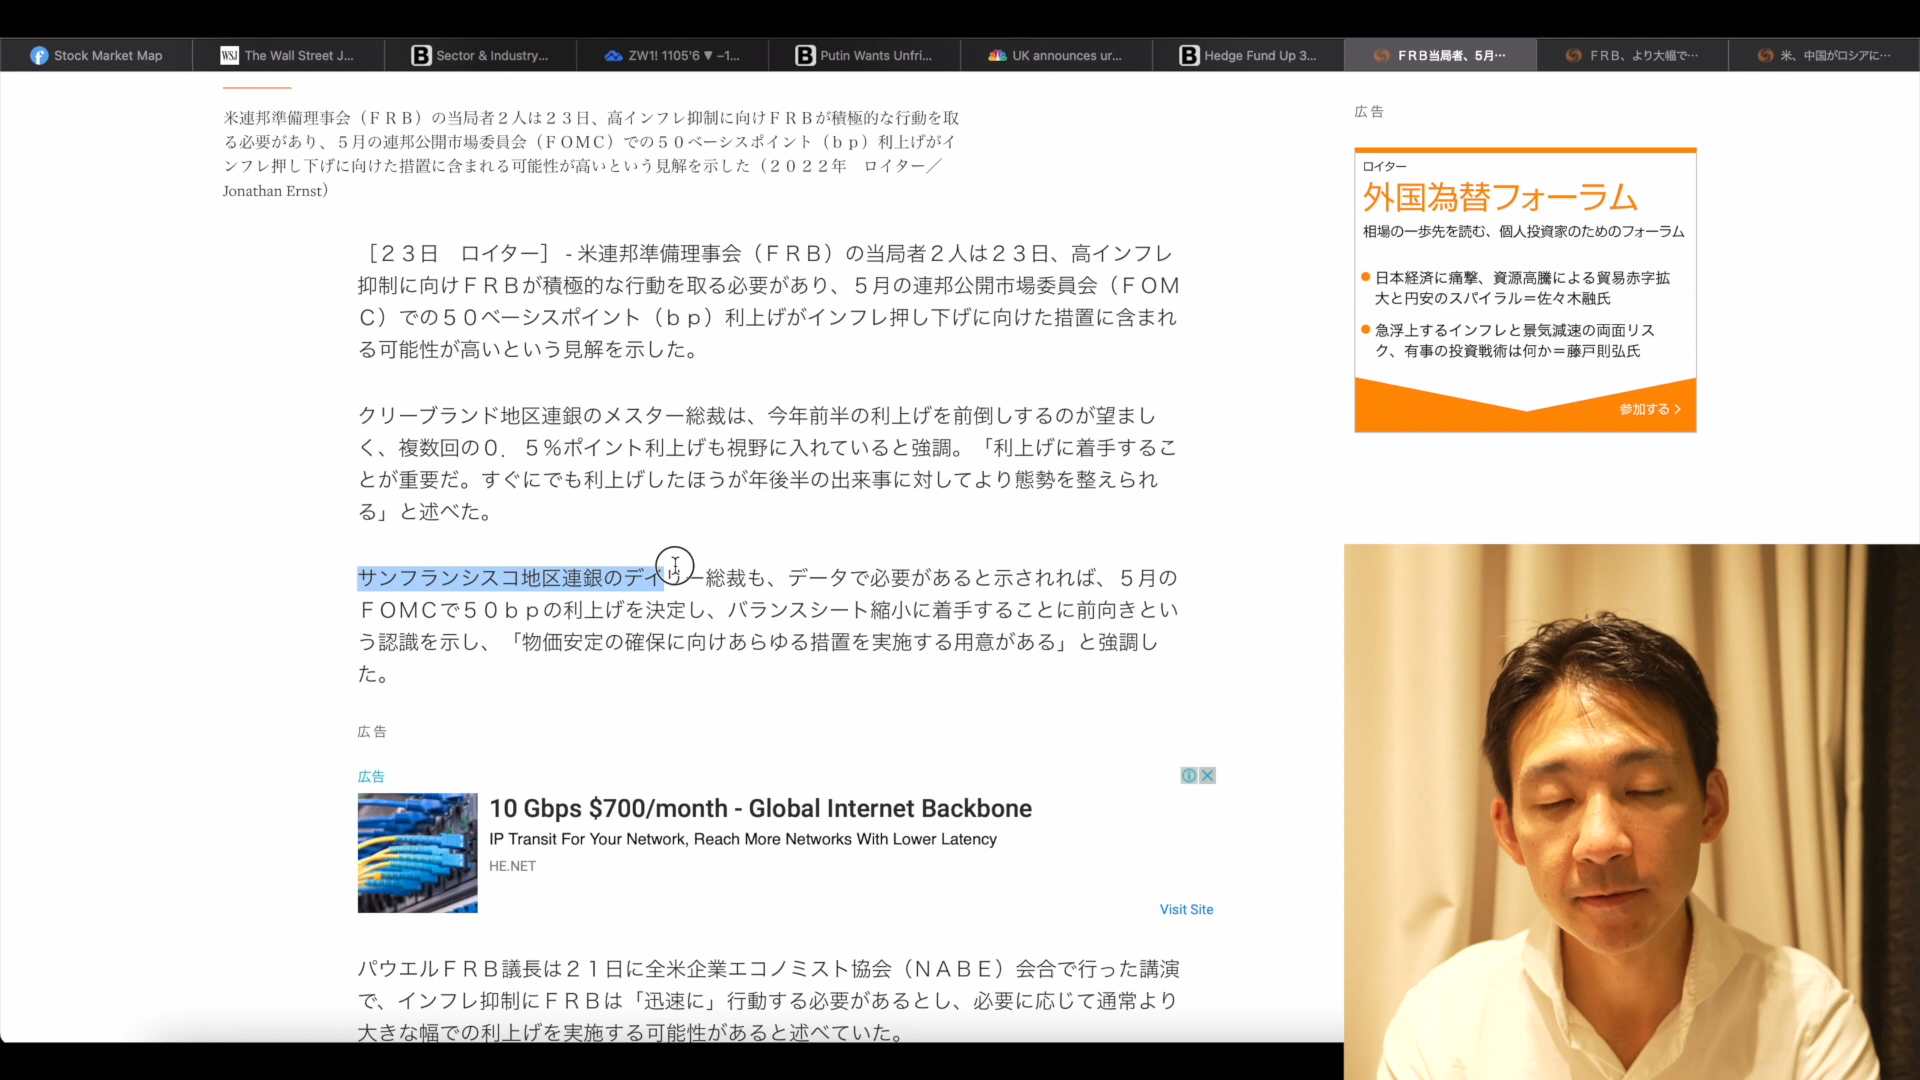 Stock Market Map
WSJ The Wall Street J...
B Sector & Industry...
ZW1! 1105'6 ▼ −1...
B Putin Wants Unfri...
UK announces ur...
B Hedge Fund Up 3...
ＦＲＢ当局者、5月…
ＦＲＢ、より大幅で…
米、中国がロシアに…
米連邦準備理事会（ＦＲＢ）の当局者２人は２３日、高インフレ抑制に向けＦＲＢが積極的な行動を取
る必要があり、５月の連邦公開市場委員会（ＦＯＭＣ）での５０ベーシスポイント（ｂｐ）利上げがイ
ンフレ押し下げに向けた措置に含まれる可能性が高いという見解を示した（２０２２年　ロイター／
Jonathan Ernst）
［２３日　ロイター］ - 米連邦準備理事会（ＦＲＢ）の当局者２人は２３日、高インフレ
抑制に向けＦＲＢが積極的な行動を取る必要があり、５月の連邦公開市場委員会（ＦＯＭ
Ｃ）での５０ベーシスポイント（ｂｐ）利上げがインフレ押し下げに向けた措置に含まれ
る可能性が高いという見解を示した。
クリーブランド地区連銀のメスター総裁は、今年前半の利上げを前倒しするのが望まし
く、複数回の０．５％ポイント利上げも視野に入れていると強調。「利上げに着手するこ
とが重要だ。すぐにでも利上げしたほうが年後半の出来事に対してより態勢を整えられ
る」と述べた。
サンフランシスコ地区連銀のデイリー総裁も、データで必要があると示されれば、５月の
ＦＯＭＣで５０ｂｐの利上げを決定し、バランスシート縮小に着手することに前向きとい
う認識を示し、「物価安定の確保に向けあらゆる措置を実施する用意がある」と強調し
た。
広告
広告
10 Gbps $700/month - Global Internet Backbone
IP Transit For Your Network, Reach More Networks With Lower Latency
HE.NET
Visit Site
パウエルＦＲＢ議長は２１日に全米企業エコノミスト協会（ＮＡＢＥ）会合で行った講演
で、インフレ抑制にＦＲＢは「迅速に」行動する必要があるとし、必要に応じて通常より
大きな幅での利上げを実施する可能性があると述べていた。
広告
ロイター
外国為替フォーラム
相場の一歩先を読む、個人投資家のためのフォーラム
日本経済に痛撃、資源高騰による貿易赤字拡
大と円安のスパイラル＝佐々木融氏
急浮上するインフレと景気減速の両面リス
ク、有事の投資戦術は何か＝藤戸則弘氏
参加する >